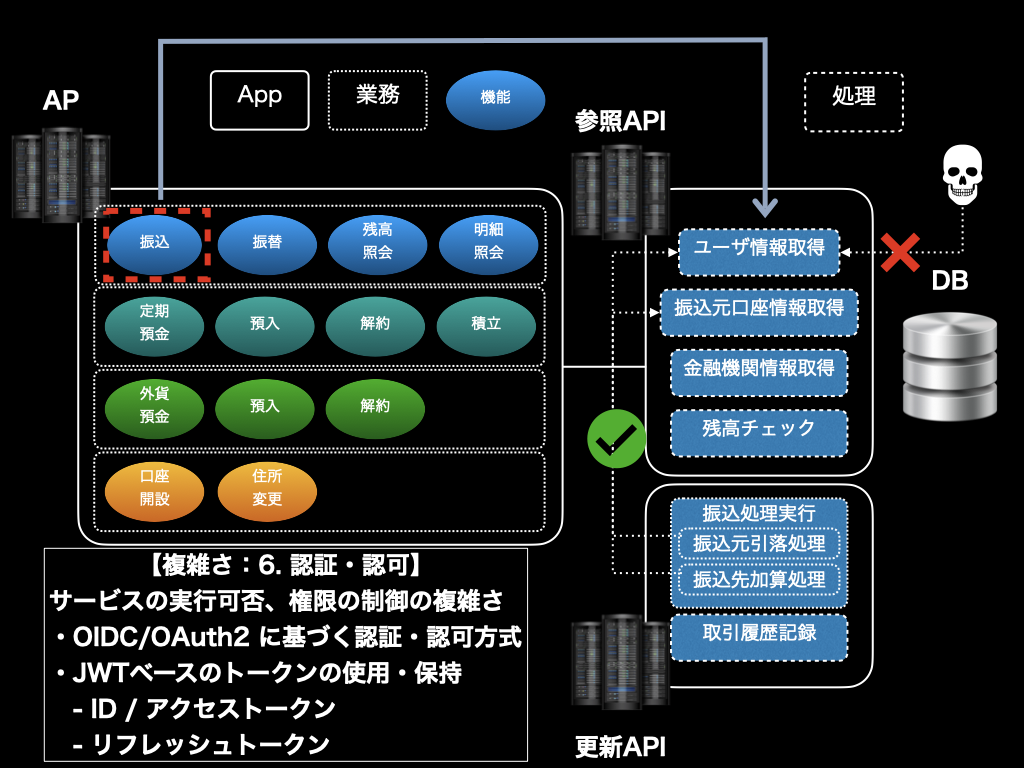 AP
App
業務
機能
処理
参照API
振込
振替
残高
照会
明細
照会
定期
預金
預入
解約
積立
外貨
預金
預入
解約
口座
開設
住所
変更
ユーザ情報取得
振込元口座情報取得
金融機関情報取得
残高チェック
DB
振込処理実行
振込元引落処理
振込先加算処理
取引履歴記録
更新API
【複雑さ：6. 認証・認可】
サービスの実行可否、権限の制御の複雑さ
・OIDC/OAuth2 に基づく認証・認可方式
・JWTベースのトークンの使用・保持
- ID / アクセストークン
- リフレッシュトークン